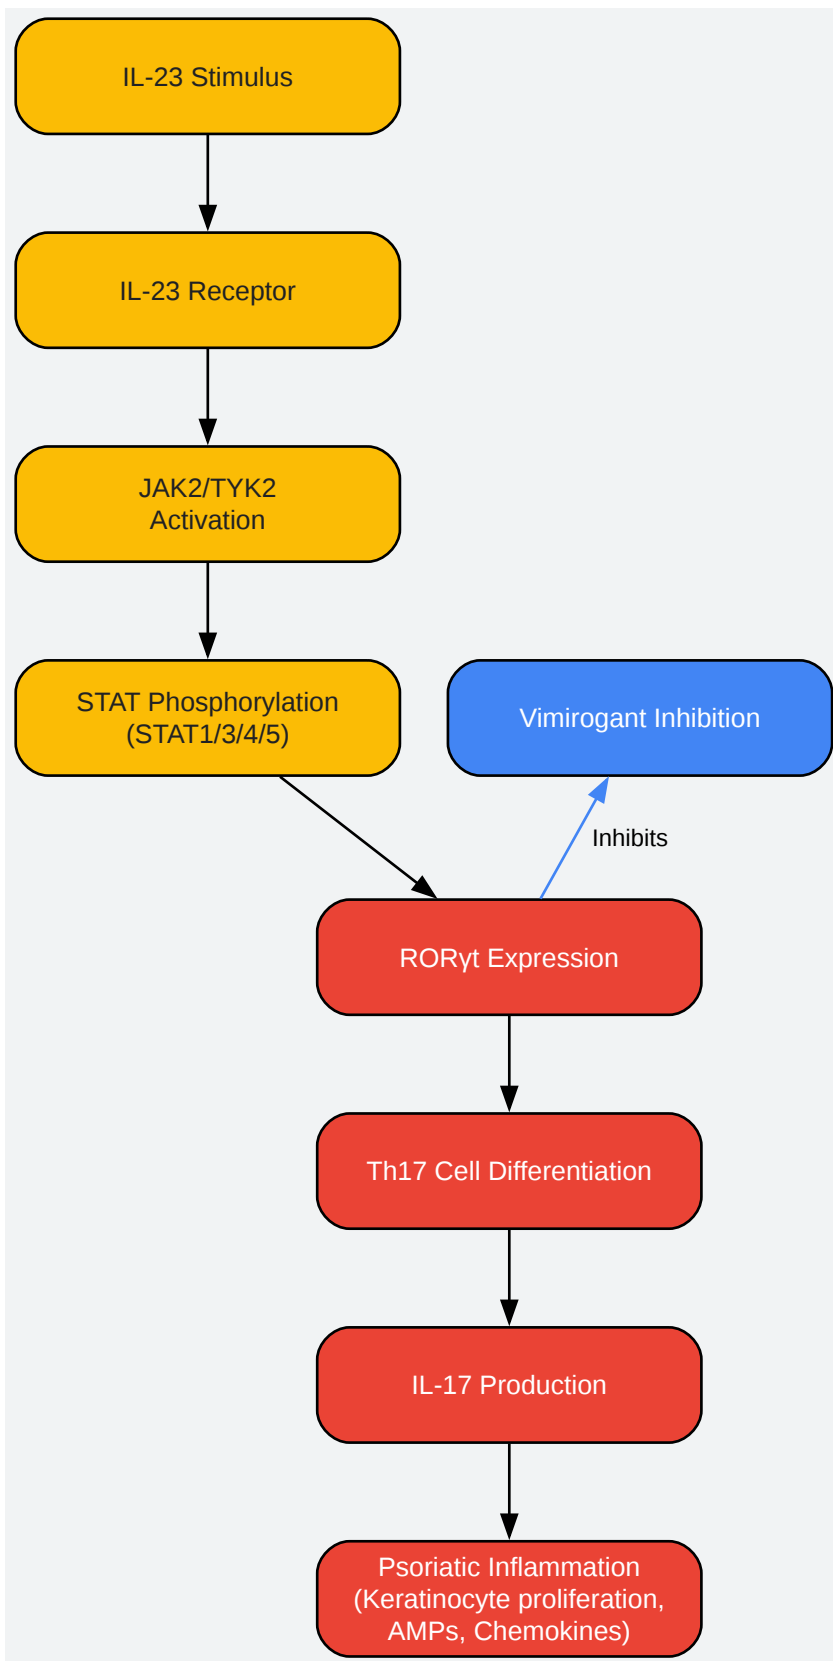 IL-23 Stimulus
IL-23 Receptor
JAK2/TYK2
Activation
STAT Phosphorylation
(STAT1/3/4/5)
Vimirogant Inhibition
Inhibits
RORγt Expression
Th17 Cell Differentiation
IL-17 Production
Psoriatic Inflammation
(Keratinocyte proliferation,
AMPs, Chemokines)